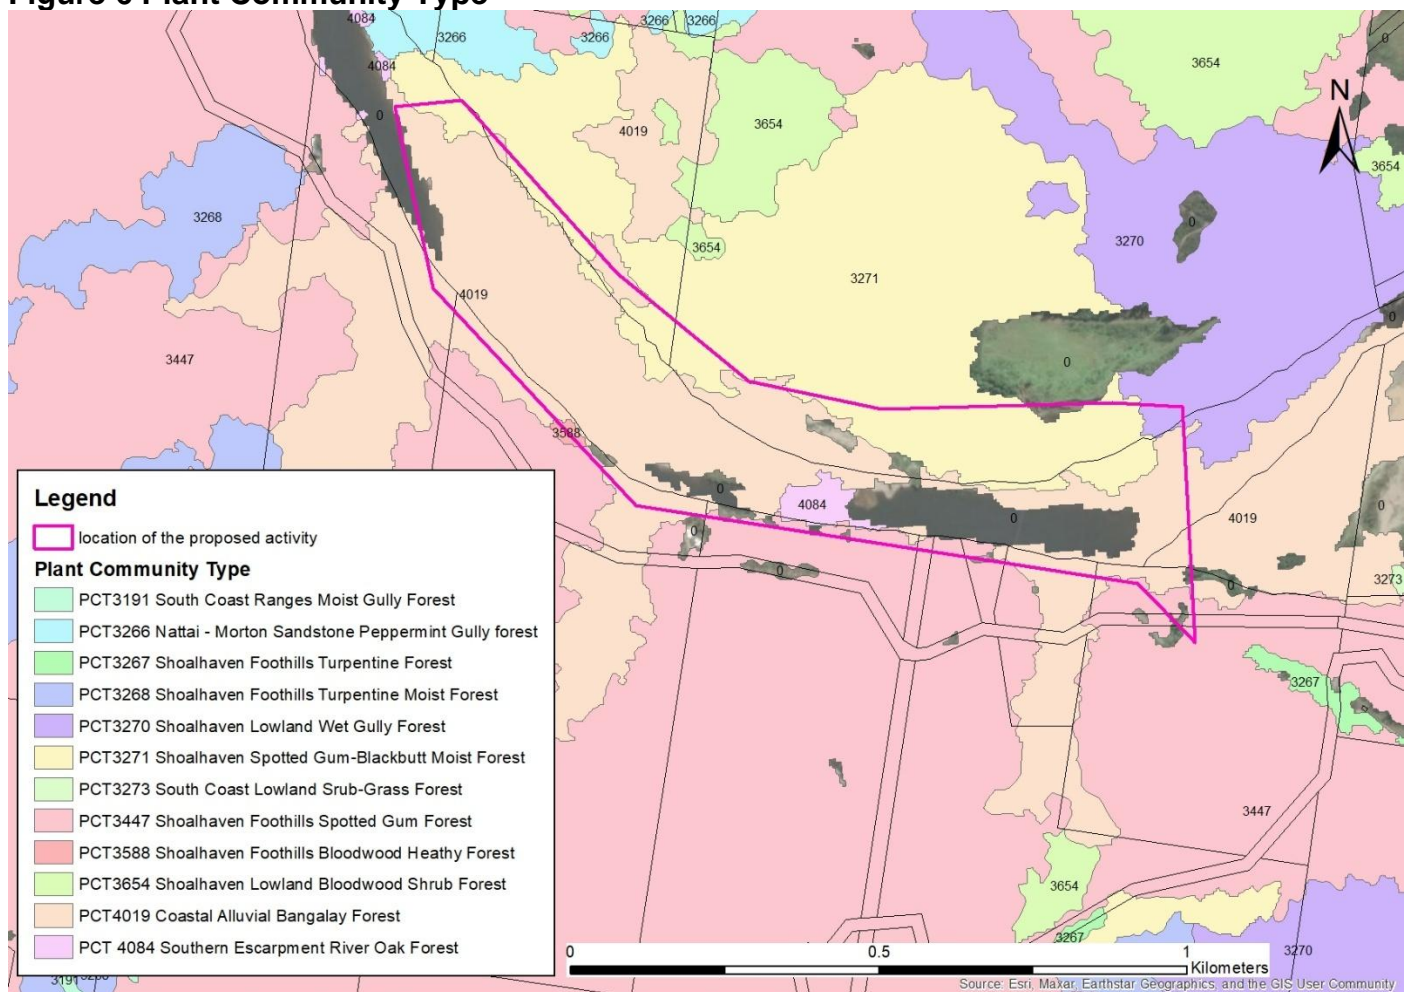 Figure 6 Plant Community Type
4084
3266
3266
3266
3266
0
4084
3654
0
3654
4019
3654
3268
0
3270
3654
3271
4019
0
3447
0
3588
0
4084
0
4019
0
0
0
0
3273
3267
3447
3654
3267
3270
3191
N
Legend
location of the proposed activity
Plant Community Type
PCT3191 South Coast Ranges Moist Gully Forest
PCT3266 Nattai - Morton Sandstone Peppermint Gully forest
PCT3267 Shoalhaven Foothills Turpentine Forest
PCT3268 Shoalhaven Foothills Turpentine Moist Forest
PCT3270 Shoalhaven Lowland Wet Gully Forest
PCT3271 Shoalhaven Spotted Gum-Blackbutt Moist Forest
PCT3273 South Coast Lowland Srub-Grass Forest
PCT3447 Shoalhaven Foothills Spotted Gum Forest
PCT3588 Shoalhaven Foothills Bloodwood Heathy Forest
PCT3654 Shoalhaven Lowland Bloodwood Shrub Forest
PCT4019 Coastal Alluvial Bangalay Forest
PCT 4084 Southern Escarpment River Oak Forest
0 0.5 1
Kilometers
Source: Esri, Maxar, Earthstar Geographics, and the GIS User Community